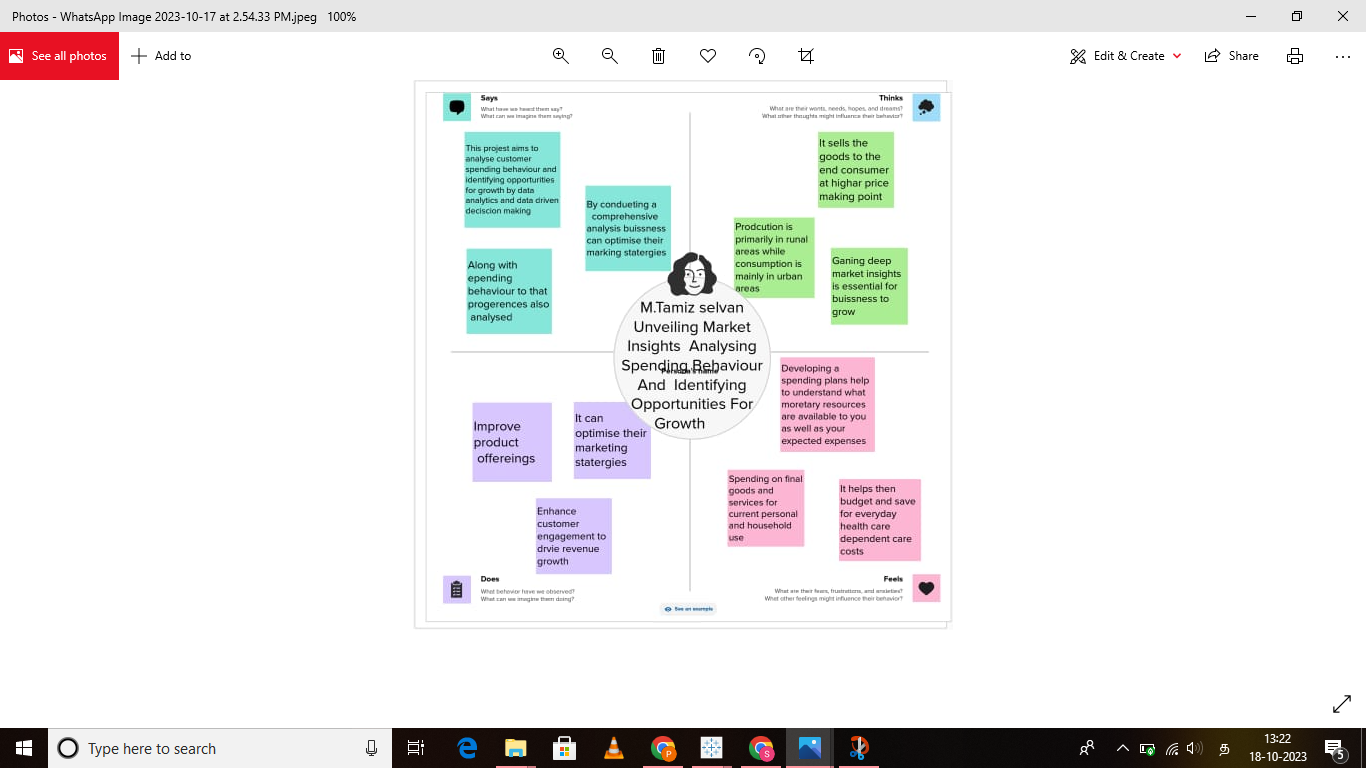 Photos - WhatsApp Image 2023-10-17 at 2.54.33 PM.jpeg   100%
See all photos
Add to
Edit & Create
Share
Says
What have we heard them say?
What can we imagine them saying?
Thinks
What are their wants, needs, hopes, and dreams?
What other thoughts might influence their behavior?
This projest aims to
analyse customer
spending behaviour and
identifying opportunities
for growth by data
analytics and data driven
deciscion making
By condueting a
comprehensive
analysis buissness
can optimise their
marking statergies
Along with
epending
behaviour to that
progerences also
analysed
It sells the
goods to the
end consumer
at highar price
making point
Prodcution is
primarily in runal
areas while
consumption is
mainly in urban
areas
Ganing deep
market insights
is essential for
buissness to
grow
M.Tamiz selvan
Unveiling Market
Insights  Analysing
Spending Behaviour
Persona's name
And  Identifying
Opportunities For
Growth
Improve
product
offereings
It can
optimise their
marketing
statergies
Enhance
customer
engagement to
drvie revenue
growth
Developing a
spending plans help
to understand what
moretary resources
are available to you
as well as your
expected expenses
Spending on final
goods and
services for
current personal
and household
use
It helps then
budget and save
for everyday
health care
dependent care
costs
Does
What behavior have we observed?
What can we imagine them doing?
Feels
What are their fears, frustrations, and anxieties?
What other feelings might influence their behavior?
See an example
Type here to search
13:22
18-10-2023
5